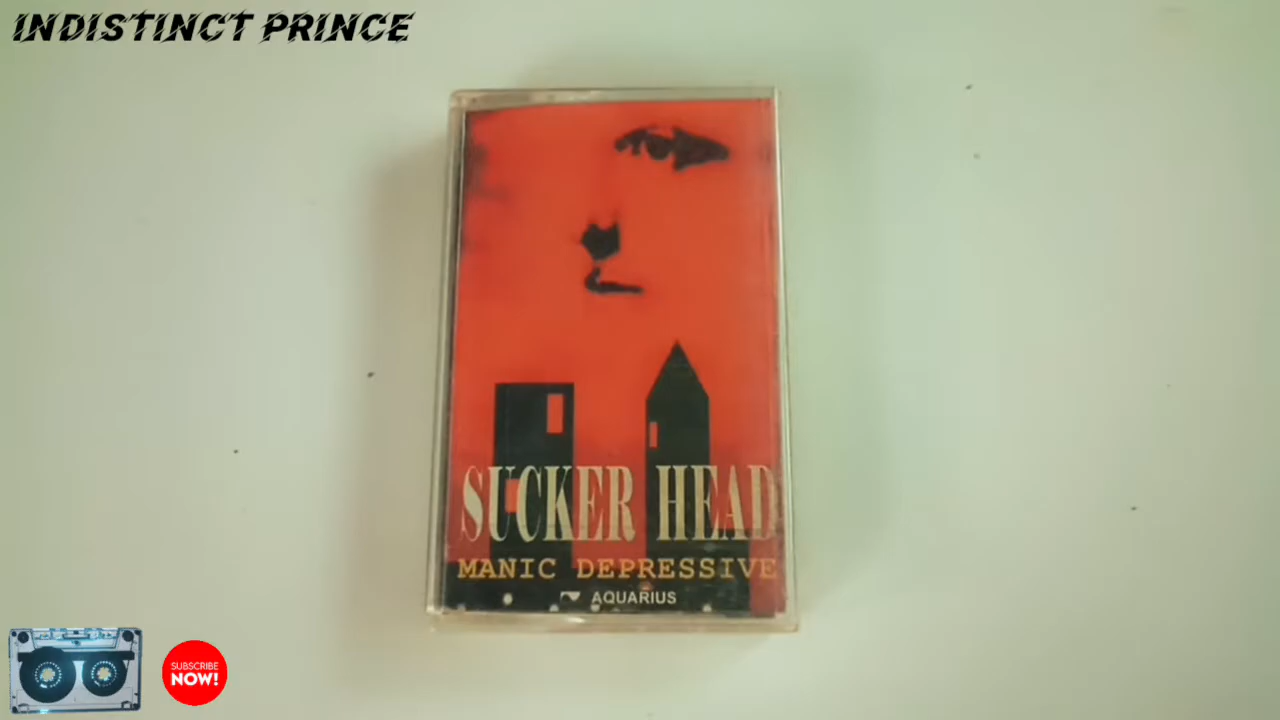 INDISTINCT PRINCE
SUCKER HEAD
MANIC DEPRESSIVE
AQUARIUS
SUBSCRIBE
NOW!